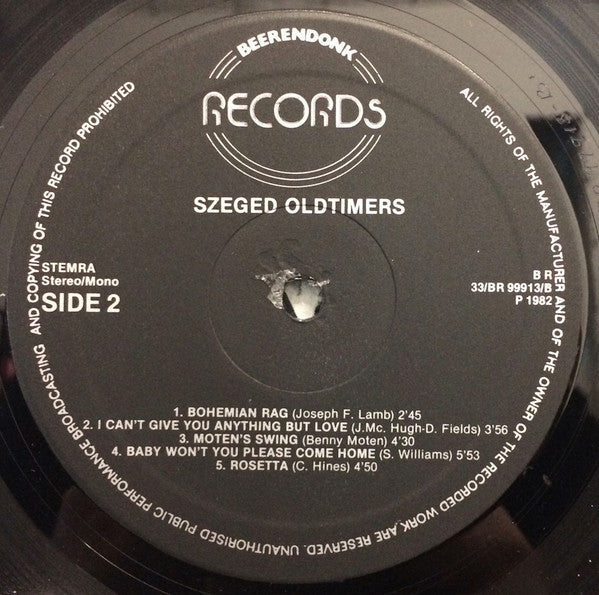 BEERENDONK
RECORDS
SZEGED OLDTIMERS
STEMRA
Stereo/Mono
SIDE 2
B R
33/BR 99913/B
P 1982
1. BOHEMIAN RAG (Joseph F. Lamb) 2'45
2. I CAN'T GIVE YOU ANYTHING BUT LOVE (J.Mc. Hugh-D. Fields) 3'56
3. MOTEN'S SWING (Benny Moten) 4'30
4. BABY WON'T YOU PLEASE COME HOME (S. Williams) 5'53
5. ROSETTA (C. Hines) 4'50
ALL RIGHTS OF THE MANUFACTURER AND OF THE OWNER OF THE RECORDED WORK ARE RESERVED. UNAUTHORISED PUBLIC PERFORMANCE BROADCASTING AND COPYING OF THIS RECORD PROHIBITED